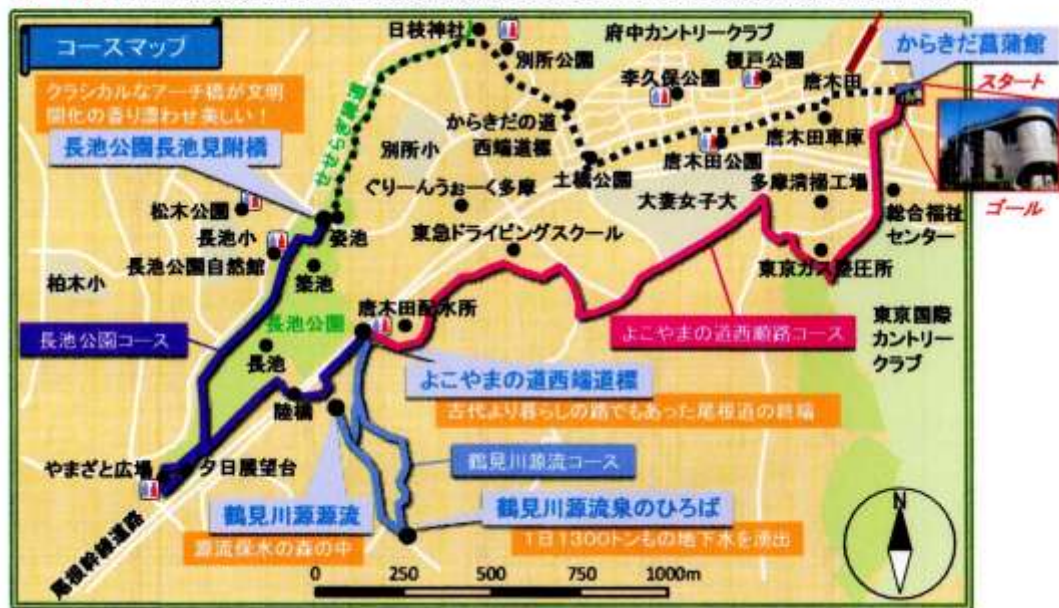 コースマップ
クラシカルなアーチ橋が文明
開化の香り漂わせ美しい!
長池公園長池見附橋
日枝神社
別所公園
府中カントリークラブ
からきだ菖蒲館
スタート
ゴール
榎戸公園
李久保公園
唐木田
せせらぎ緑道
からきだの道
西端道標
別所小
唐木田車庫
唐木田公園
土橋公園
多摩清掃工場
ぐりーんうぉーく多摩
大妻女子大
総合福祉
センター
松木公園
長池小
姿池
東急ドライビングスクール
長池公園自然館
築池
柏木小
唐木田配水所
長池公園
長池公園コース
よこやまの道西順路コース
東京国際
カントリー
クラブ
長池
よこやまの道西端道標
古代より暮らしの路でもあった尾根道の終端
陸橋
やまざと広場
夕日展望台
鶴見川源流コース
鶴見川源源流
源流保水の森の中
鶴見川源流泉のひろば
1日1300トンもの地下水を湧出
尾根幹線道路
N
0 250 500 750 1000m